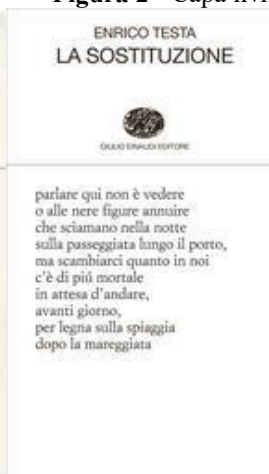 Figura 2 - Capa
ENRICO TESTA
LA SOSTITUZIONE
GIULIO EINAUDI EDITORE
parlare qui non è vedere
o alle nere figure annuire
che sciamano nella notte
sulla passeggiata lungo il porto,
ma scambiarci quanto in noi
c'è di piú mortale
in attesa d'andare,
avanti giorno,
per legna sulla spiaggia
dopo la mareggiata